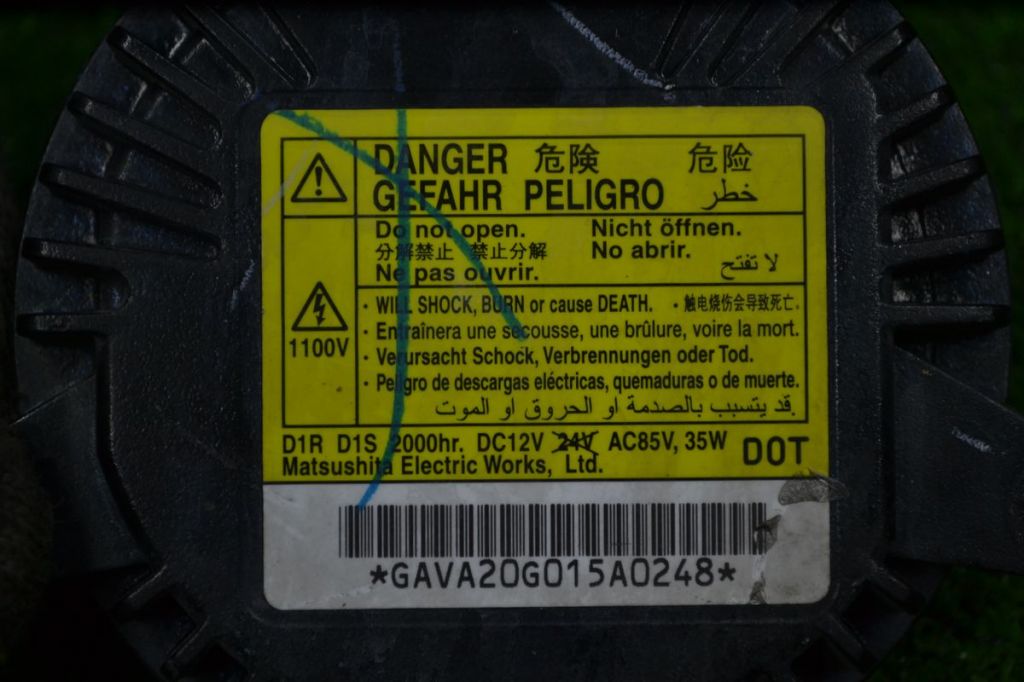 DANGER 危険 危险
GEFAHR PELIGRO خطر
Do not open. Nicht öffnen.
分解禁止 禁止分解 No abrir.
Ne pas ouvrir. لا تفتح
1100V
· WILL SHOCK, BURN or cause DEATH. · 触电烧伤会导致死亡.
· Entraînera une secousse, une brûlure, voire la mort.
· Verursacht Schock, Verbrennungen oder Tod.
· Peligro de descargas eléctricas, quemaduras o de muerte.
قد يتسبب بالصدمة او الحروق او الموت.
D1R D1S 2000hr. DC12V 24V AC85V, 35W DOT
Matsushita Electric Works, Ltd.
*GAVA20G015A0248*